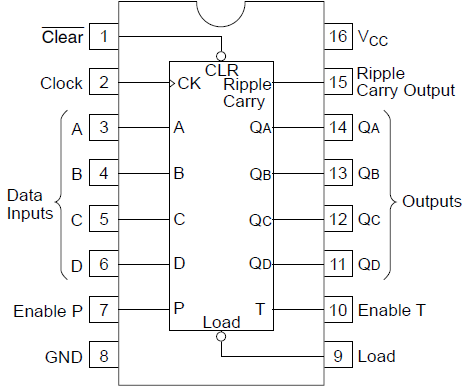 Clear 1 16 VCC
CLR
Clock 2 CK Ripple Carry 15 Ripple Carry Output
A 3 A QA 14 QA
B 4 B QB 13 QB
Data Inputs
Outputs
C 5 C QC 12 QC
D 6 D QD 11 QD
Enable P 7 P T 10 Enable T
Load
GND 8 9 Load